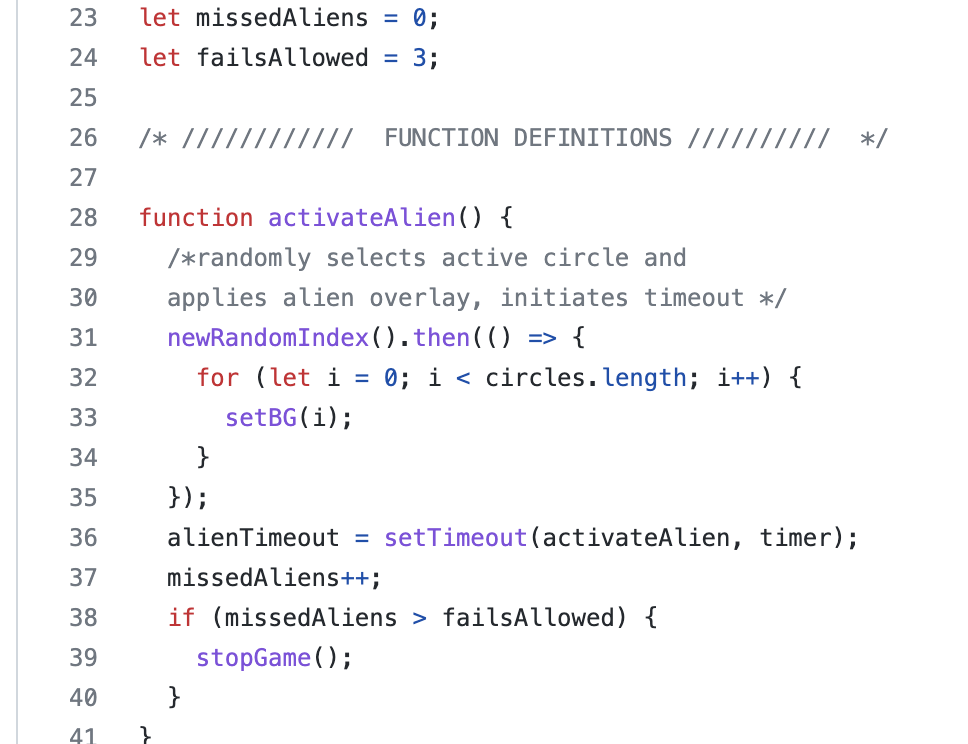 23 let missedAliens = 0;
24 let failsAllowed = 3;
25
26 /* ////////////  FUNCTION DEFINITIONS //////////  */
27
28 function activateAlien() {
29   /*randomly selects active circle and
30   applies alien overlay, initiates timeout */
31   newRandomIndex().then(() => {
32     for (let i = 0; i < circles.length; i++) {
33       setBG(i);
34     }
35   });
36   alienTimeout = setTimeout(activateAlien, timer);
37   missedAliens++;
38   if (missedAliens > failsAllowed) {
39     stopGame();
40   }
41 }